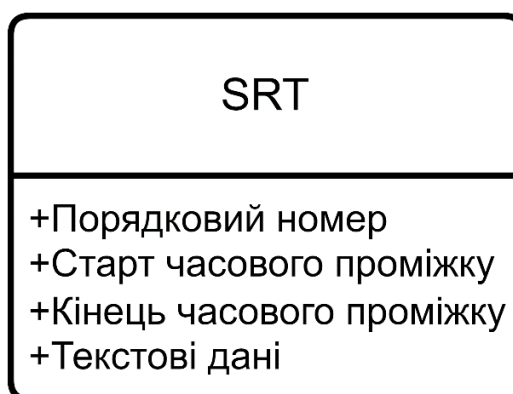 SRT
+Порядковий номер
+Старт часового проміжку
+Кінець часового проміжку
+Текстові дані